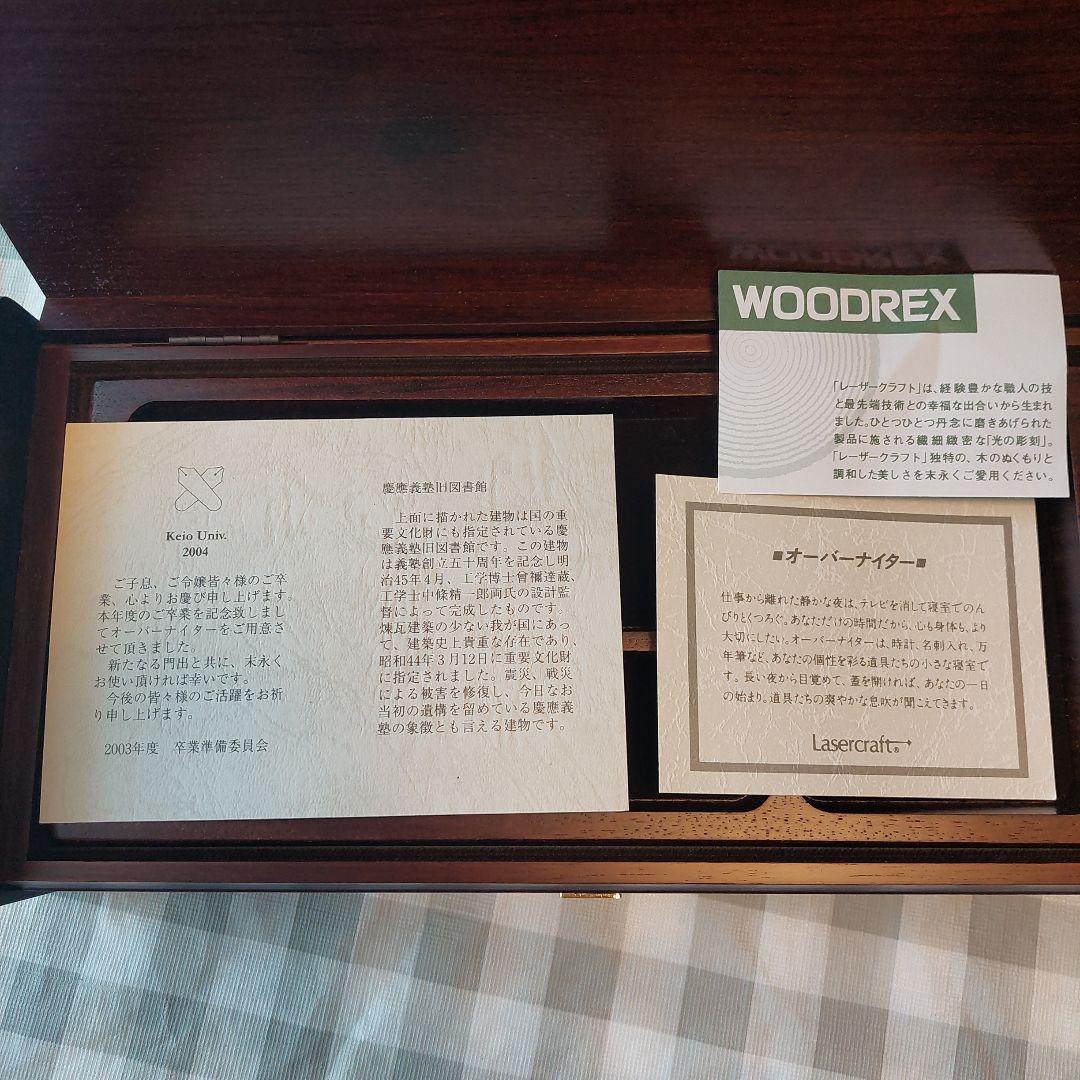 Keio Univ.
2004
ご子息、ご令嬢皆々様のご卒
業、心よりお慶び申し上げます。
本年度のご卒業を記念致しまし
てオーバーナイターをご用意さ
せて頂きました。
新たなる門出と共に、末永く
お使い頂ければ幸いです。
今後の皆々様のご活躍をお祈
り申し上げます。
2003年度 卒業準備委員会
慶應義塾旧図書館
上面に描かれた建物は国の重
要文化財にも指定されている慶
應義塾旧図書館です。この建物
は義塾創立五十周年を記念し明
治45年4月、工学博士曾禰達蔵、
工学士中條精一郎両氏の設計監
督によって完成したものです。
煉瓦建築の少ない我が国にあっ
て、建築史上貴重な存在であり、
昭和44年3月12日に重要文化財
に指定されました。震災、戦災
による被害を修復し、今日なお
当初の遺構を留めている慶應義
塾の象徴とも言える建物です。
WOODREX
「レーザークラフト」は、経験豊かな職人の技
と最先端技術との幸福な出合いから生まれ
ました。ひとつひとつ丹念に磨きあげられた
製品に施される繊細緻密な「光の彫刻」。
「レーザークラフト」独特の、木のぬくもりと
調和した美しさを末永くご愛用ください。
■オーバーナイター■
仕事から離れた静かな夜は、テレビを消して寝室でのん
びりとくつろぐ。あなただけの時間だから、心も身体も、より
大切にしたい。オーバーナイターは、時計、名刺入れ、万
年筆など、あなたの個性を彩る道具たちの小さな寝室で
す。長い夜から目覚めて、蓋を開ければ、あなたの一日
の始まり。道具たちの爽やかな息吹が聞こえてきます。
Lasercraft®